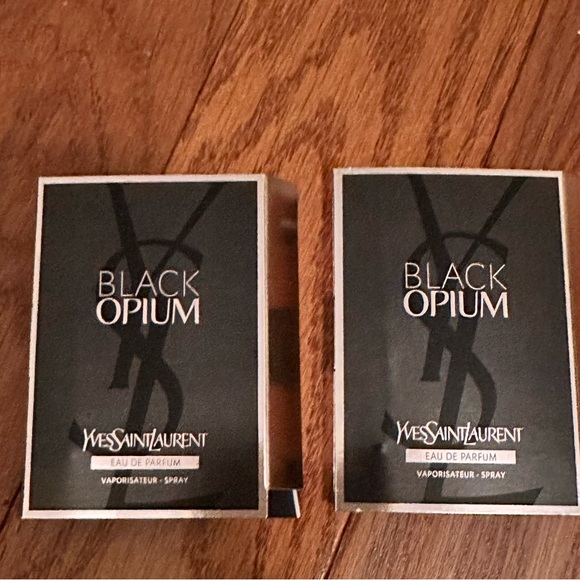 BLACK
OPIUM
YVESSAINTLAURENT
EAU DE PARFUM
VAPORISATEUR - SPRAY
BLACK
OPIUM
YVESSAINTLAURENT
EAU DE PARFUM
VAPORISATEUR - SPRAY